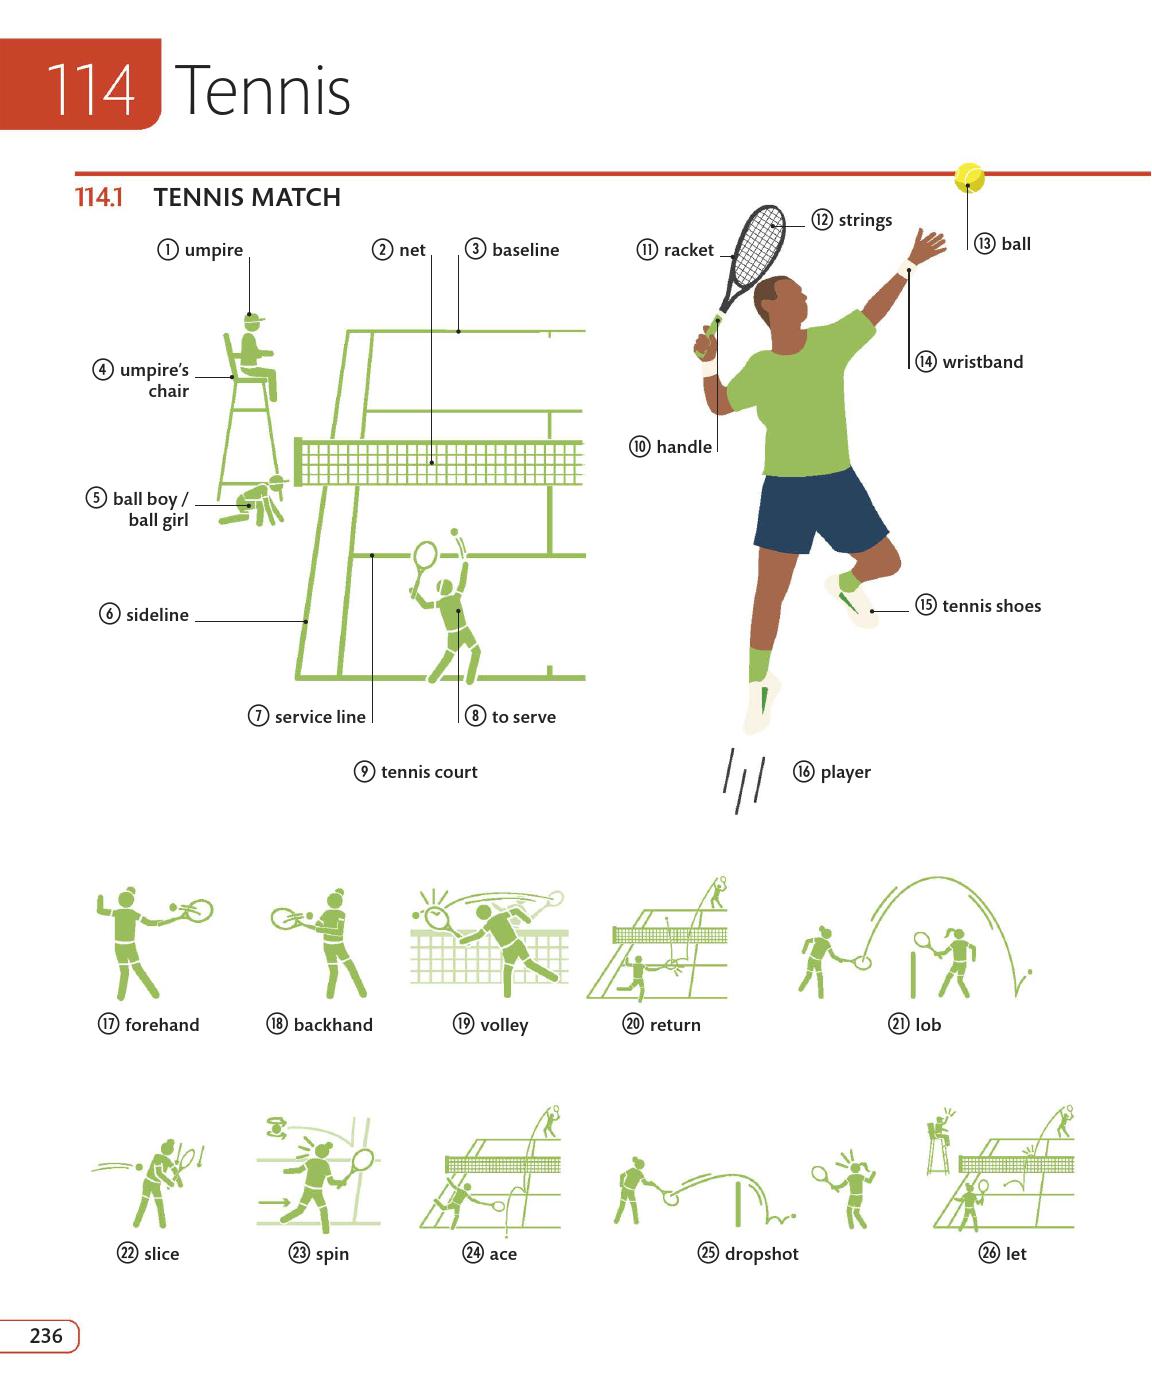 114 Tennis
114.1 TENNIS MATCH
① umpire
② net
③ baseline
④ umpire's
chair
⑤ ball boy /
ball girl
⑥ sideline
⑦ service line
⑧ to serve
⑨ tennis court
⑩ handle
⑪ racket
⑫ strings
⑬ ball
⑭ wristband
⑮ tennis shoes
⑯ player
⑰ forehand
⑱ backhand
⑲ volley
⑳ return
㉑ lob
㉒ slice
㉓ spin
㉔ ace
㉕ dropshot
㉖ let
236